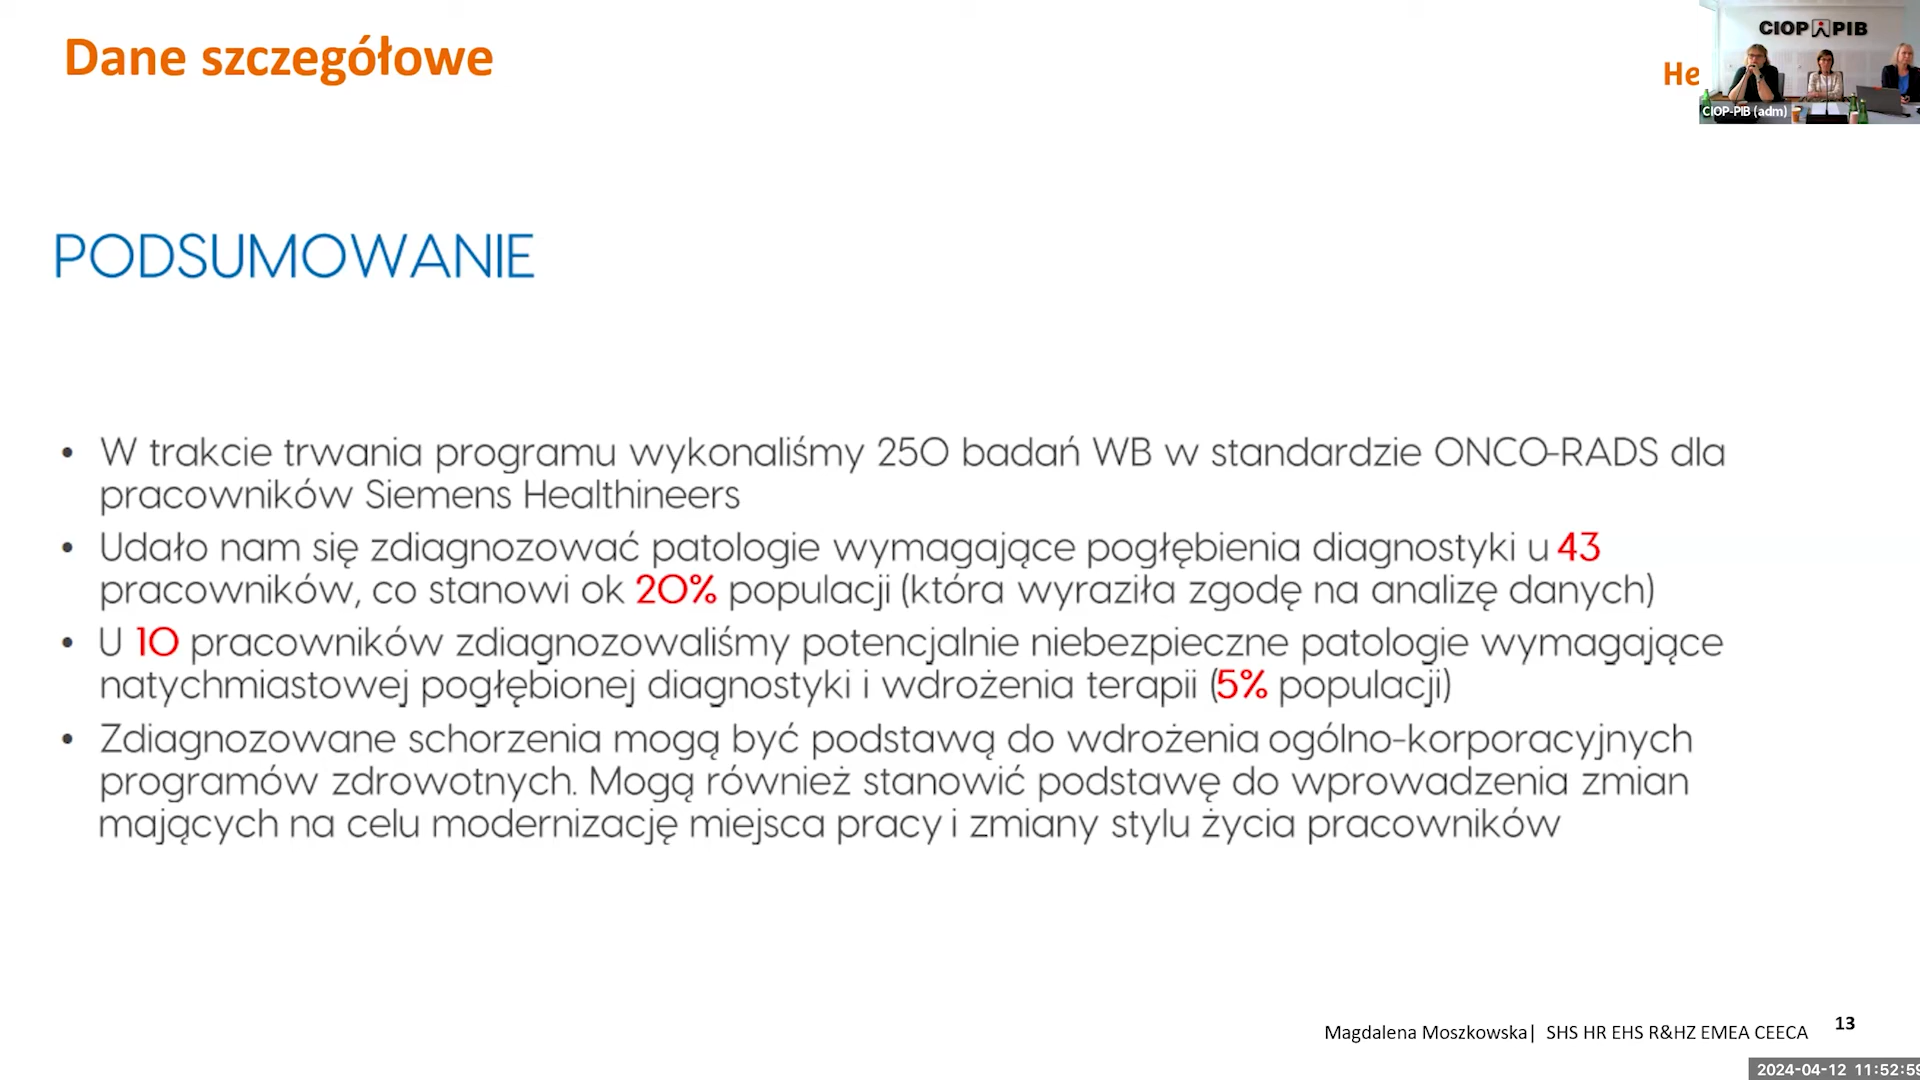 Dane szczegółowe
He
CIOP PIB
CIOP-PIB (adm)
PODSUMOWANIE
• W trakcie trwania programu wykonaliśmy 250 badań WB w standardzie ONCO-RADS dla
pracowników Siemens Healthineers
• Udało nam się zdiagnozować patologie wymagające pogłębienia diagnostyki u 43
pracowników, co stanowi ok 20% populacji (która wyraziła zgodę na analizę danych)
• U 10 pracowników zdiagnozowaliśmy potencjalnie niebezpieczne patologie wymagające
natychmiastowej pogłębionej diagnostyki i wdrożenia terapii (5% populacji)
• Zdiagnozowane schorzenia mogą być podstawą do wdrożenia ogólno-korporacyjnych
programów zdrowotnych. Mogą również stanowić podstawę do wprowadzenia zmian
mających na celu modernizację miejsca pracy i zmiany stylu życia pracowników
Magdalena Moszkowska| SHS HR EHS R&HZ EMEA CEECA 13
2024-04-12 11:52:59